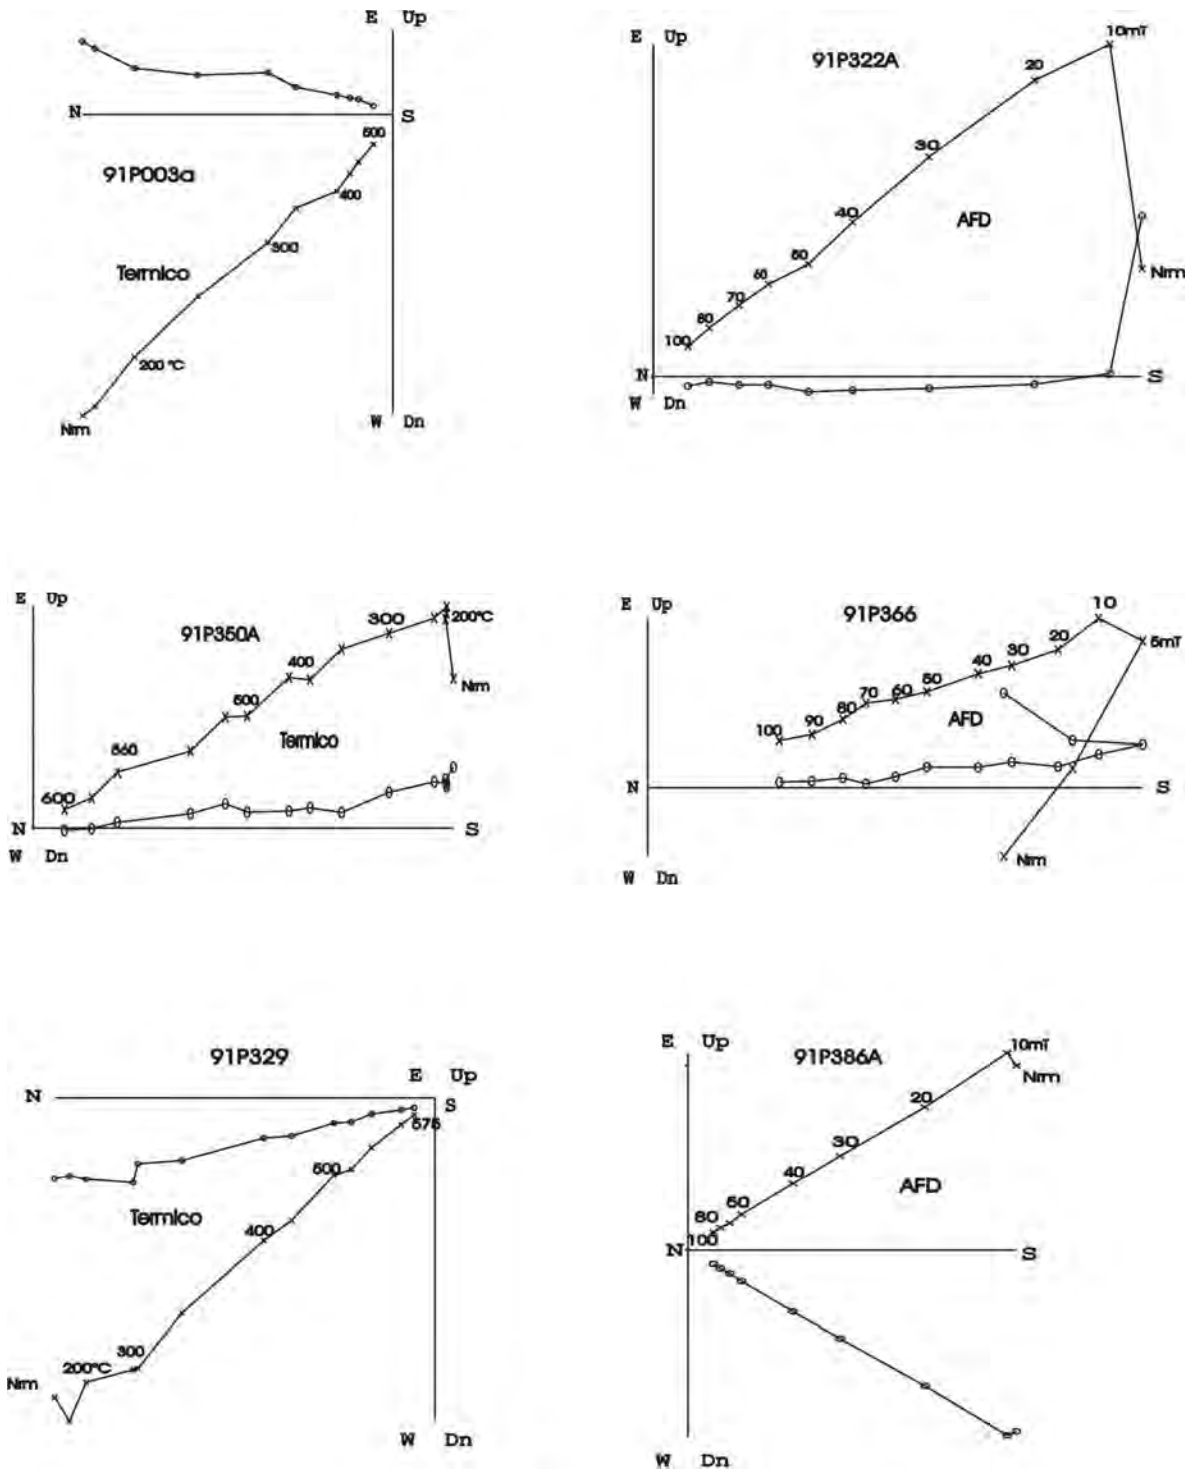 E Up
N
S
600
91P003a
400
300
Termico
200 °C
Nrm
W Dn
E Up
91P322A
10mT
20
30
40
AFD
50
60
70
80
100
Nrm
N
S
W Dn
E Up
91P350A
300
200°C
400
Nrm
500
Termico
560
600
N
S
W Dn
E Up
91P366
10
5mT
20
30
40
50
60
70
80
90
100
AFD
N
S
Nrm
W Dn
91P329
E Up
N
S
575
500
Termico
400
300
200°C
Nrm
W Dn
E Up
91P386A
10mT
Nrm
20
30
40
AFD
50
80
100
N
S
W Dn